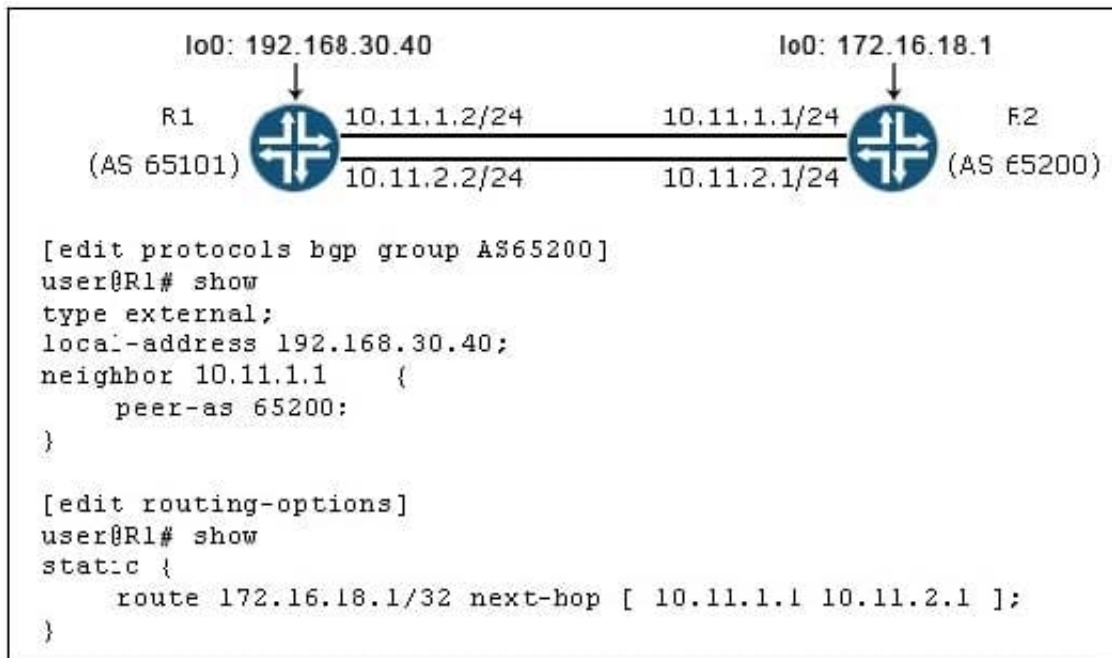 lo0: 192.168.30.40 lo0: 172.16.18.1
R1 10.11.1.2/24 10.11.1.1/24 R2
(AS 65101) 10.11.2.2/24 10.11.2.1/24 (AS 65200)
[edit protocols bgp group AS65200]
user@R1# show
type external;
local-address 192.168.30.40;
neighbor 10.11.1.1 {
peer-as 65200:
}
[edit routing-options]
user@R1# show
static {
route 172.16.18.1/32 next-hop [ 10.11.1.1 10.11.2.1 ];
}